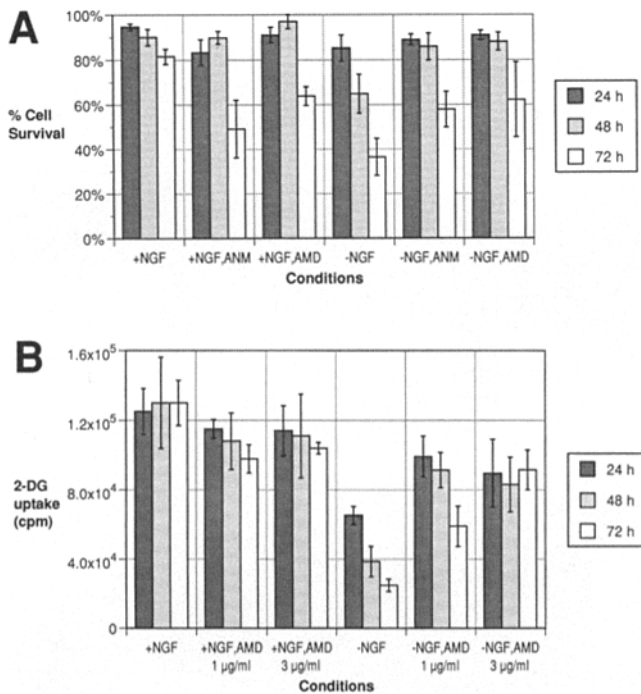 A
100%
80%
60%
40%
20%
0%
% Cell
Survival
+NGF
+NGF,ANM
+NGF,AMD
-NGF
-NGF,ANM
-NGF,AMD
Conditions
24 h
48 h
72 h
B
1.6x10⁵
1.2x10⁵
8.0x10⁴
4.0x10⁴
0
2-DG
uptake
(cpm)
+NGF
+NGF,AMD
1 µg/ml
+NGF,AMD
3 µg/ml
-NGF
-NGF,AMD
1 µg/ml
-NGF,AMD
3 µg/ml
Conditions
24 h
48 h
72 h